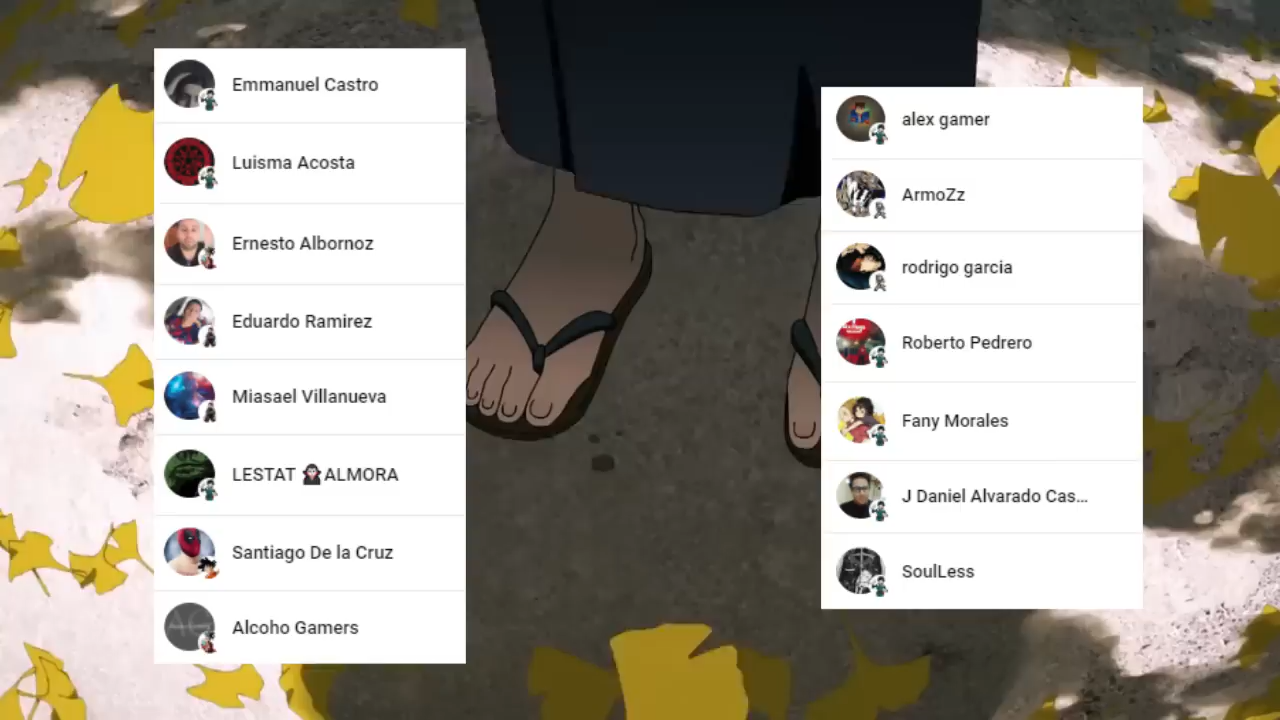 Emmanuel Castro
Luisma Acosta
Ernesto Albornoz
Eduardo Ramirez
Miasael Villanueva
LESTAT 🧛🏻‍♂️ALMORA
Santiago De la Cruz
Alcoho Gamers
alex gamer
ArmoZz
rodrigo garcia
Roberto Pedrero
Fany Morales
J Daniel Alvarado Cas...
SoulLess